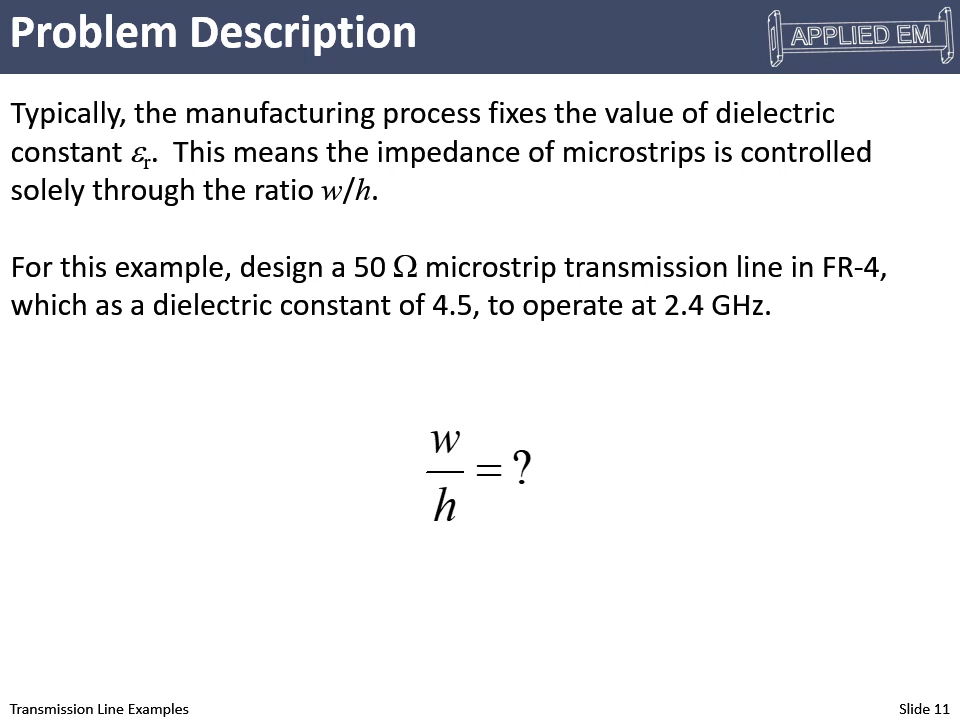 Problem Description
APPLIED EM
Typically, the manufacturing process fixes the value of dielectric
constant εr. This means the impedance of microstrips is controlled
solely through the ratio w/h.
For this example, design a 50 Ω microstrip transmission line in FR-4,
which as a dielectric constant of 4.5, to operate at 2.4 GHz.
w
— = ?
h
Transmission Line Examples
Slide 11